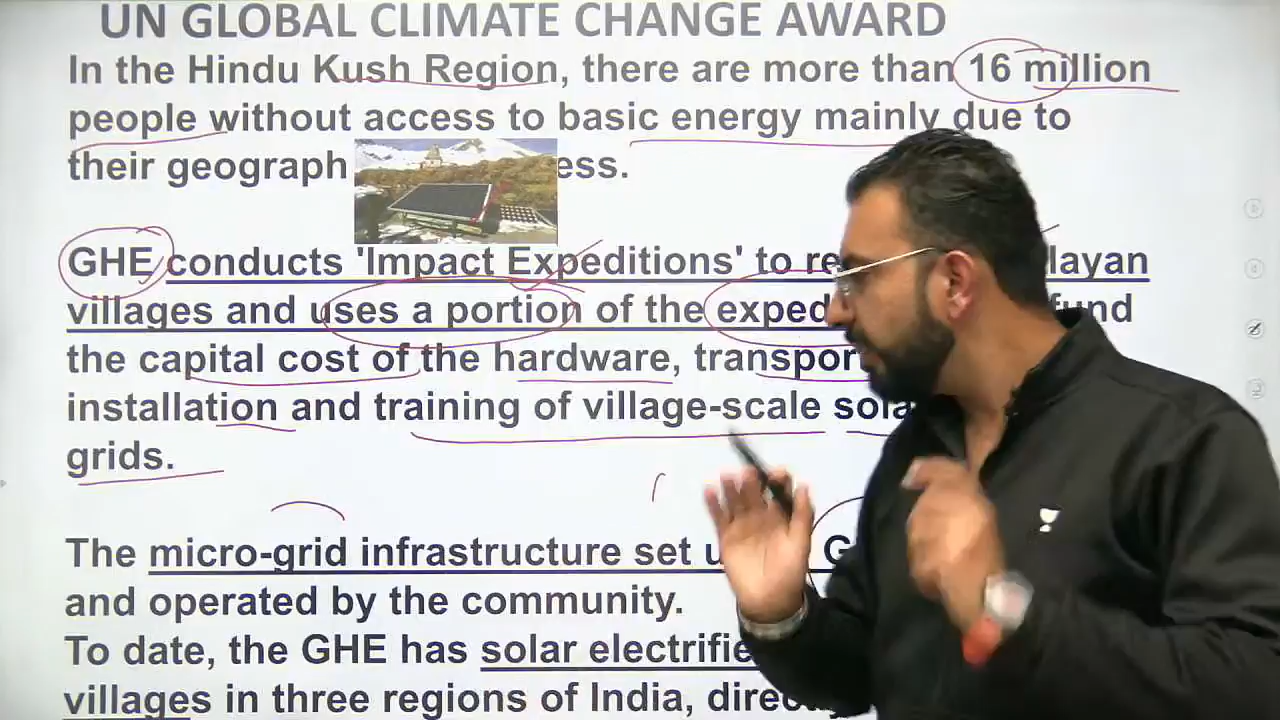 UN GLOBAL CLIMATE CHANGE AWARD
In the Hindu Kush Region, there are more than 16 million
people without access to basic energy mainly due to
their geograph ess.
GHE conducts 'Impact Expeditions' to re layan
villages and uses a portion of the exped fund
the capital cost of the hardware, transpor
installation and training of village-scale sola
grids.
The micro-grid infrastructure set u G
and operated by the community.
To date, the GHE has solar electrifie
villages in three regions of India, direc